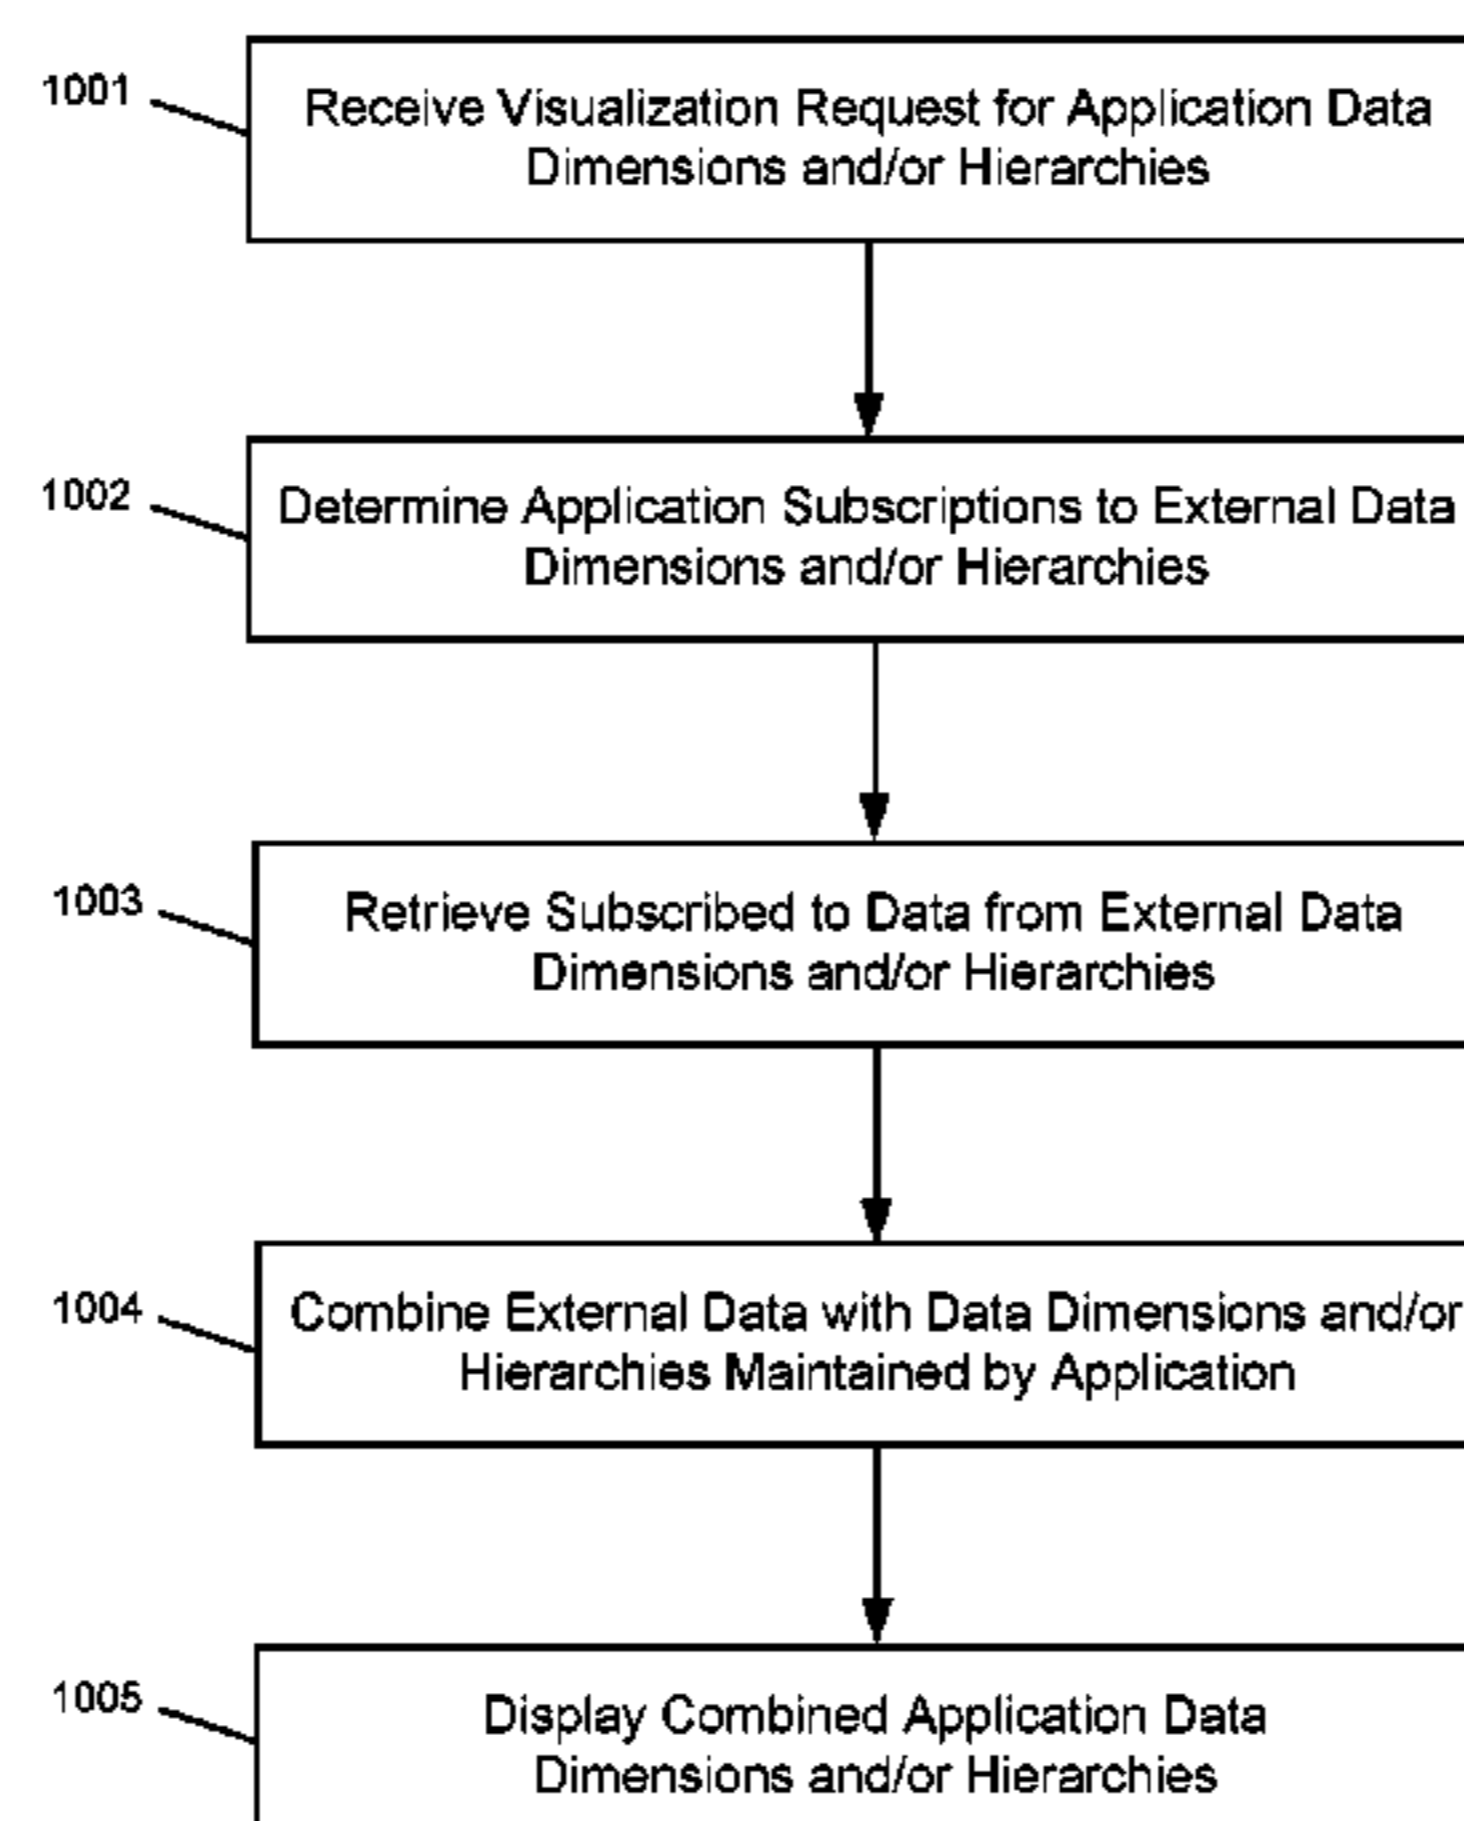 1001
Receive Visualization Request for Application Data
Dimensions and/or Hierarchies
1002
Determine Application Subscriptions to External Data
Dimensions and/or Hierarchies
1003
Retrieve Subscribed to Data from External Data
Dimensions and/or Hierarchies
1004
Combine External Data with Data Dimensions and/or
Hierarchies Maintained by Application
1005
Display Combined Application Data
Dimensions and/or Hierarchies